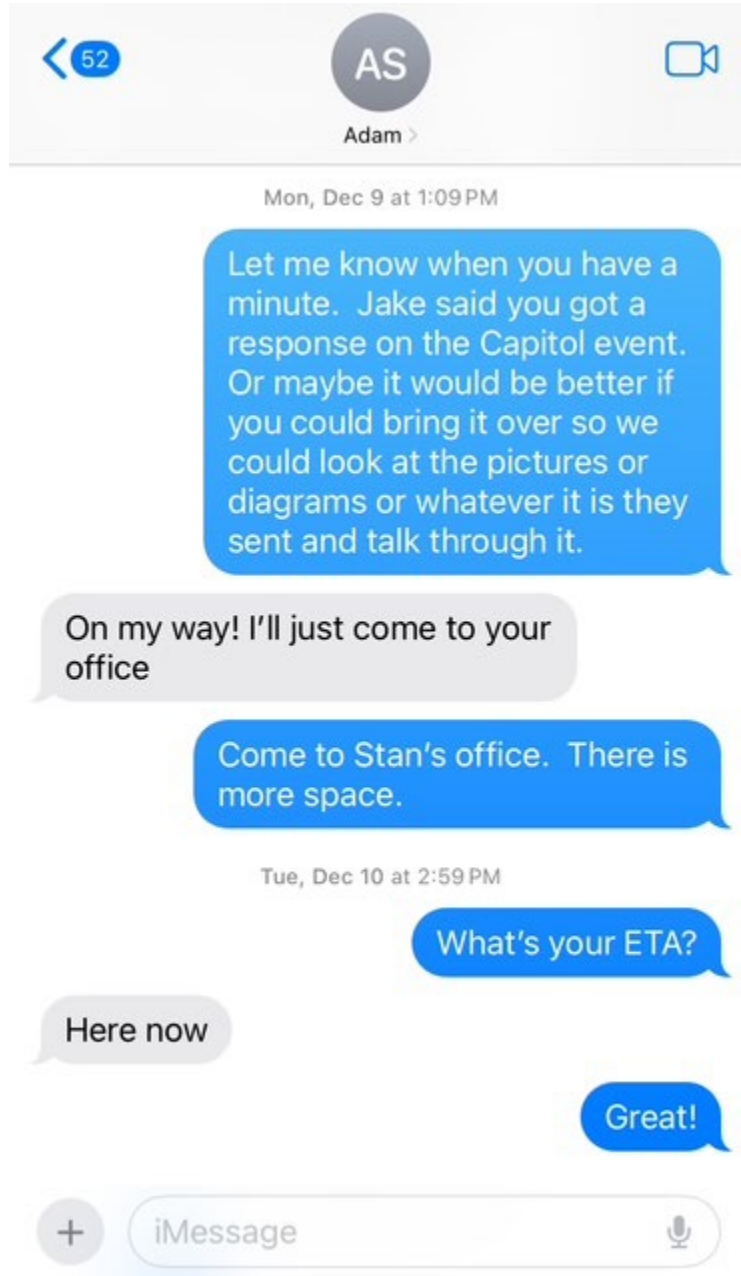 52
AS
Adam
Mon, Dec 9 at 1:09 PM
Let me know when you have a
minute.  Jake said you got a
response on the Capitol event.
Or maybe it would be better if
you could bring it over so we
could look at the pictures or
diagrams or whatever it is they
sent and talk through it.
On my way! I’ll just come to your
office
Come to Stan’s office.  There is
more space.
Tue, Dec 10 at 2:59 PM
What’s your ETA?
Here now
Great!
iMessage